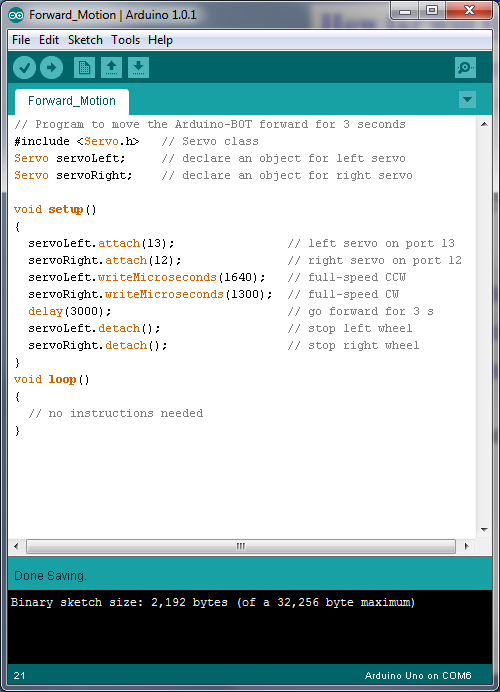 Forward_Motion | Arduino 1.0.1
File Edit Sketch Tools Help
Forward_Motion
// Program to move the Arduino-BOT forward for 3 seconds
#include <Servo.h>   // Servo class
Servo servoLeft;     // declare an object for left servo
Servo servoRight;    // declare an object for right servo
void setup()
{
  servoLeft.attach(13);                // left servo on port 13
  servoRight.attach(12);               // right servo on port 12
  servoLeft.writeMicroseconds(1640);   // full-speed CCW
  servoRight.writeMicroseconds(1300);  // full-speed CW
  delay(3000);                         // go forward for 3 s
  servoLeft.detach();                  // stop left wheel
  servoRight.detach();                 // stop right wheel
}
void loop()
{
  // no instructions needed
}
Done Saving.
Binary sketch size: 2,192 bytes (of a 32,256 byte maximum)
21 Arduino Uno on COM6